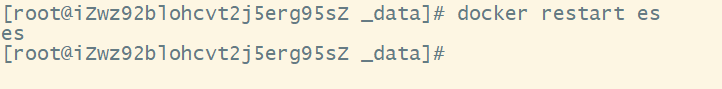 [root@iZwz92blohcvt2j5erg95sZ _data]# docker restart es
es
[root@iZwz92blohcvt2j5erg95sZ _data]#